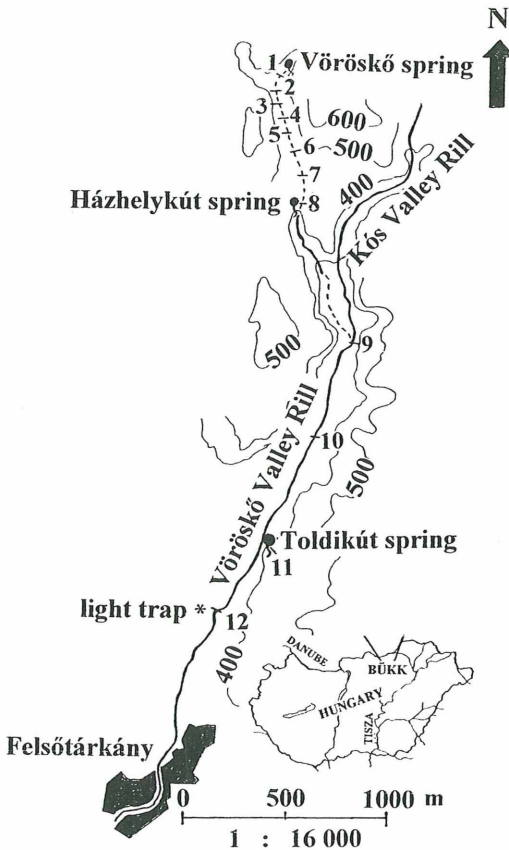 N
1 Vöröskő spring
2
3
4
5
600
500
6
7
400
Kós Valley Rill
Házhelykút spring
8
500
9
Vöröskő Valley Rill
10
500
Toldikút spring
11
light trap *
12
400
DANUBE
BÜKK
HUNGARY
TISZA
Felsőtárkány
0 500 1000 m
1 : 16 000